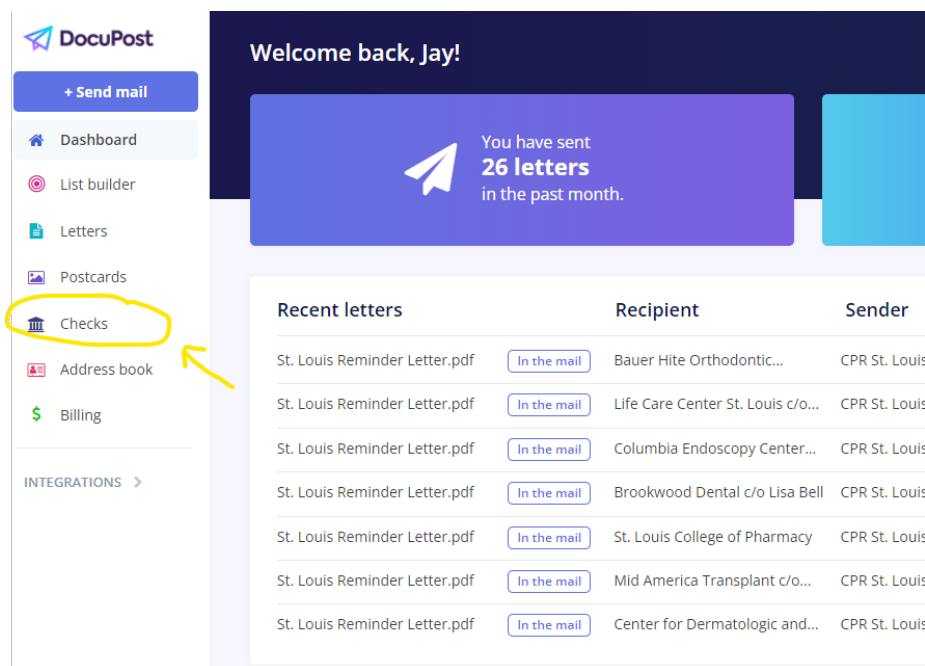 DocuPost
+ Send mail
Dashboard
List builder
Letters
Postcards
Checks
Address book
Billing
INTEGRATIONS >
Welcome back, Jay!
You have sent
26 letters
in the past month.
Recent letters Recipient Sender
St. Louis Reminder Letter.pdf In the mail Bauer Hite Orthodontic... CPR St. Louis
St. Louis Reminder Letter.pdf In the mail Life Care Center St. Louis c/o... CPR St. Louis
St. Louis Reminder Letter.pdf In the mail Columbia Endoscopy Center... CPR St. Louis
St. Louis Reminder Letter.pdf In the mail Brookwood Dental c/o Lisa Bell CPR St. Louis
St. Louis Reminder Letter.pdf In the mail St. Louis College of Pharmacy CPR St. Louis
St. Louis Reminder Letter.pdf In the mail Mid America Transplant c/o... CPR St. Louis
St. Louis Reminder Letter.pdf In the mail Center for Dermatologic and... CPR St. Louis